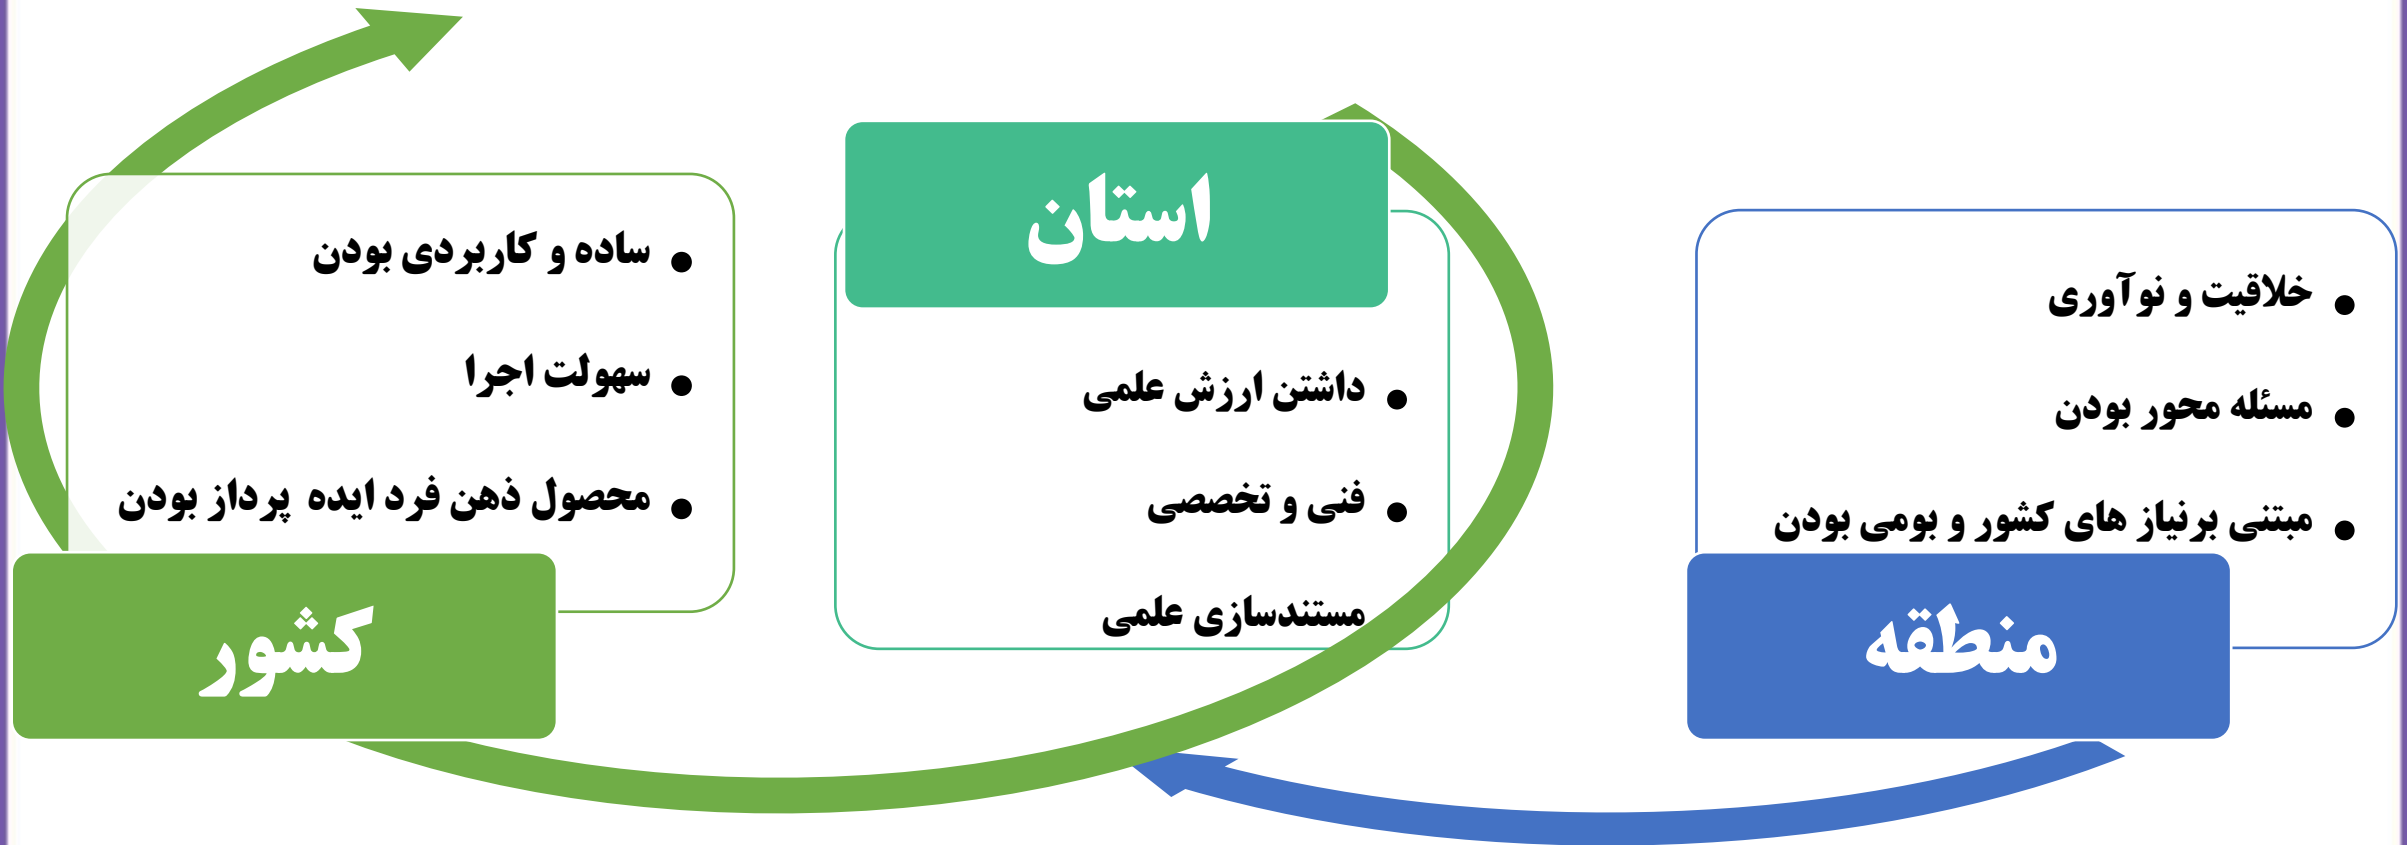 خلاقیت و نوآوری
مسئله محور بودن
مبتنی برنیاز های کشور و بومی بودن
منطقه
استان
داشتن ارزش علمی
فنی و تخصصی
مستندسازی علمی
ساده و کاربردی بودن
سهولت اجرا
محصول ذهن فرد ایده پرداز بودن
کشور